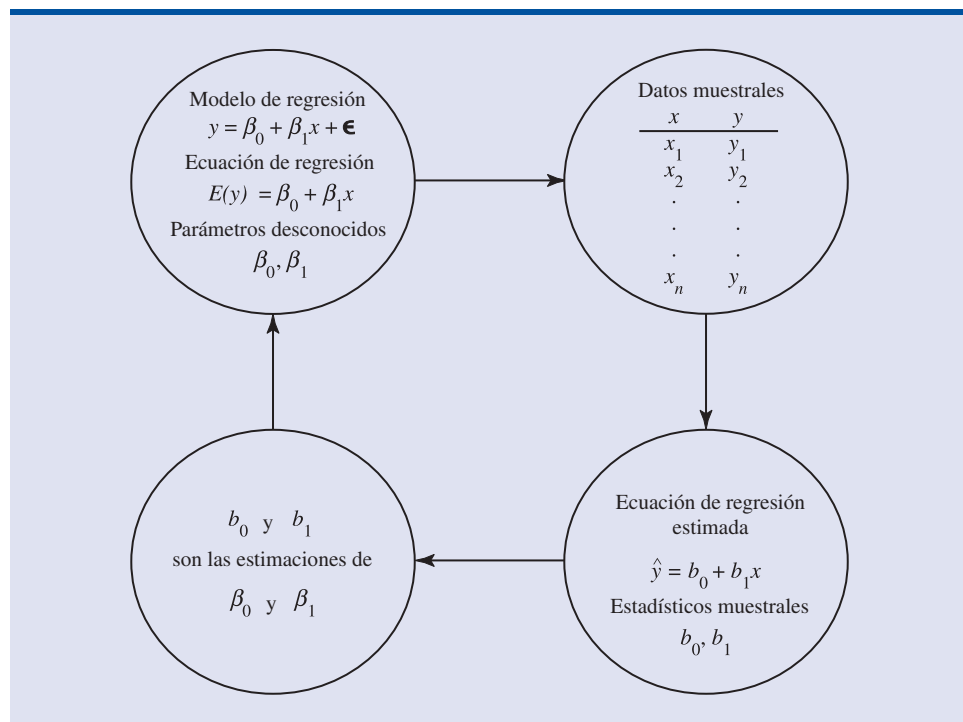 Modelo de regresión
y = β₀ + β₁x + ϵ
Ecuación de regresión
E(y) = β₀ + β₁x
Parámetros desconocidos
β₀, β₁
Datos muestrales
x y
x₁ y₁
x₂ y₂
. .
. .
. .
xₙ yₙ
b₀ y b₁
son las estimaciones de
β₀ y β₁
Ecuación de regresión
estimada
ŷ = b₀ + b₁x
Estadísticos muestrales
b₀, b₁